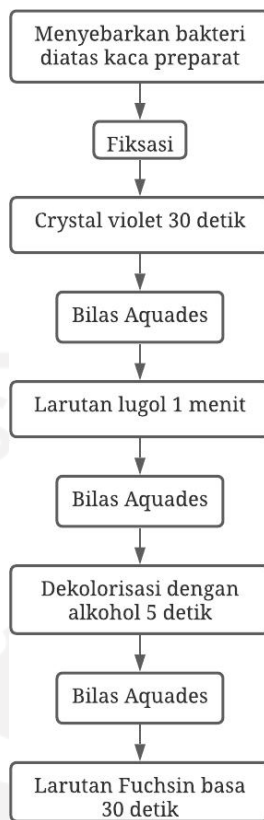 Menyebarkan bakteri
diatas kaca preparat
Fiksasi
Crystal violet 30 detik
Bilas Aquades
Larutan lugol 1 menit
Bilas Aquades
Dekolorisasi dengan
alkohol 5 detik
Bilas Aquades
Larutan Fuchsin basa
30 detik